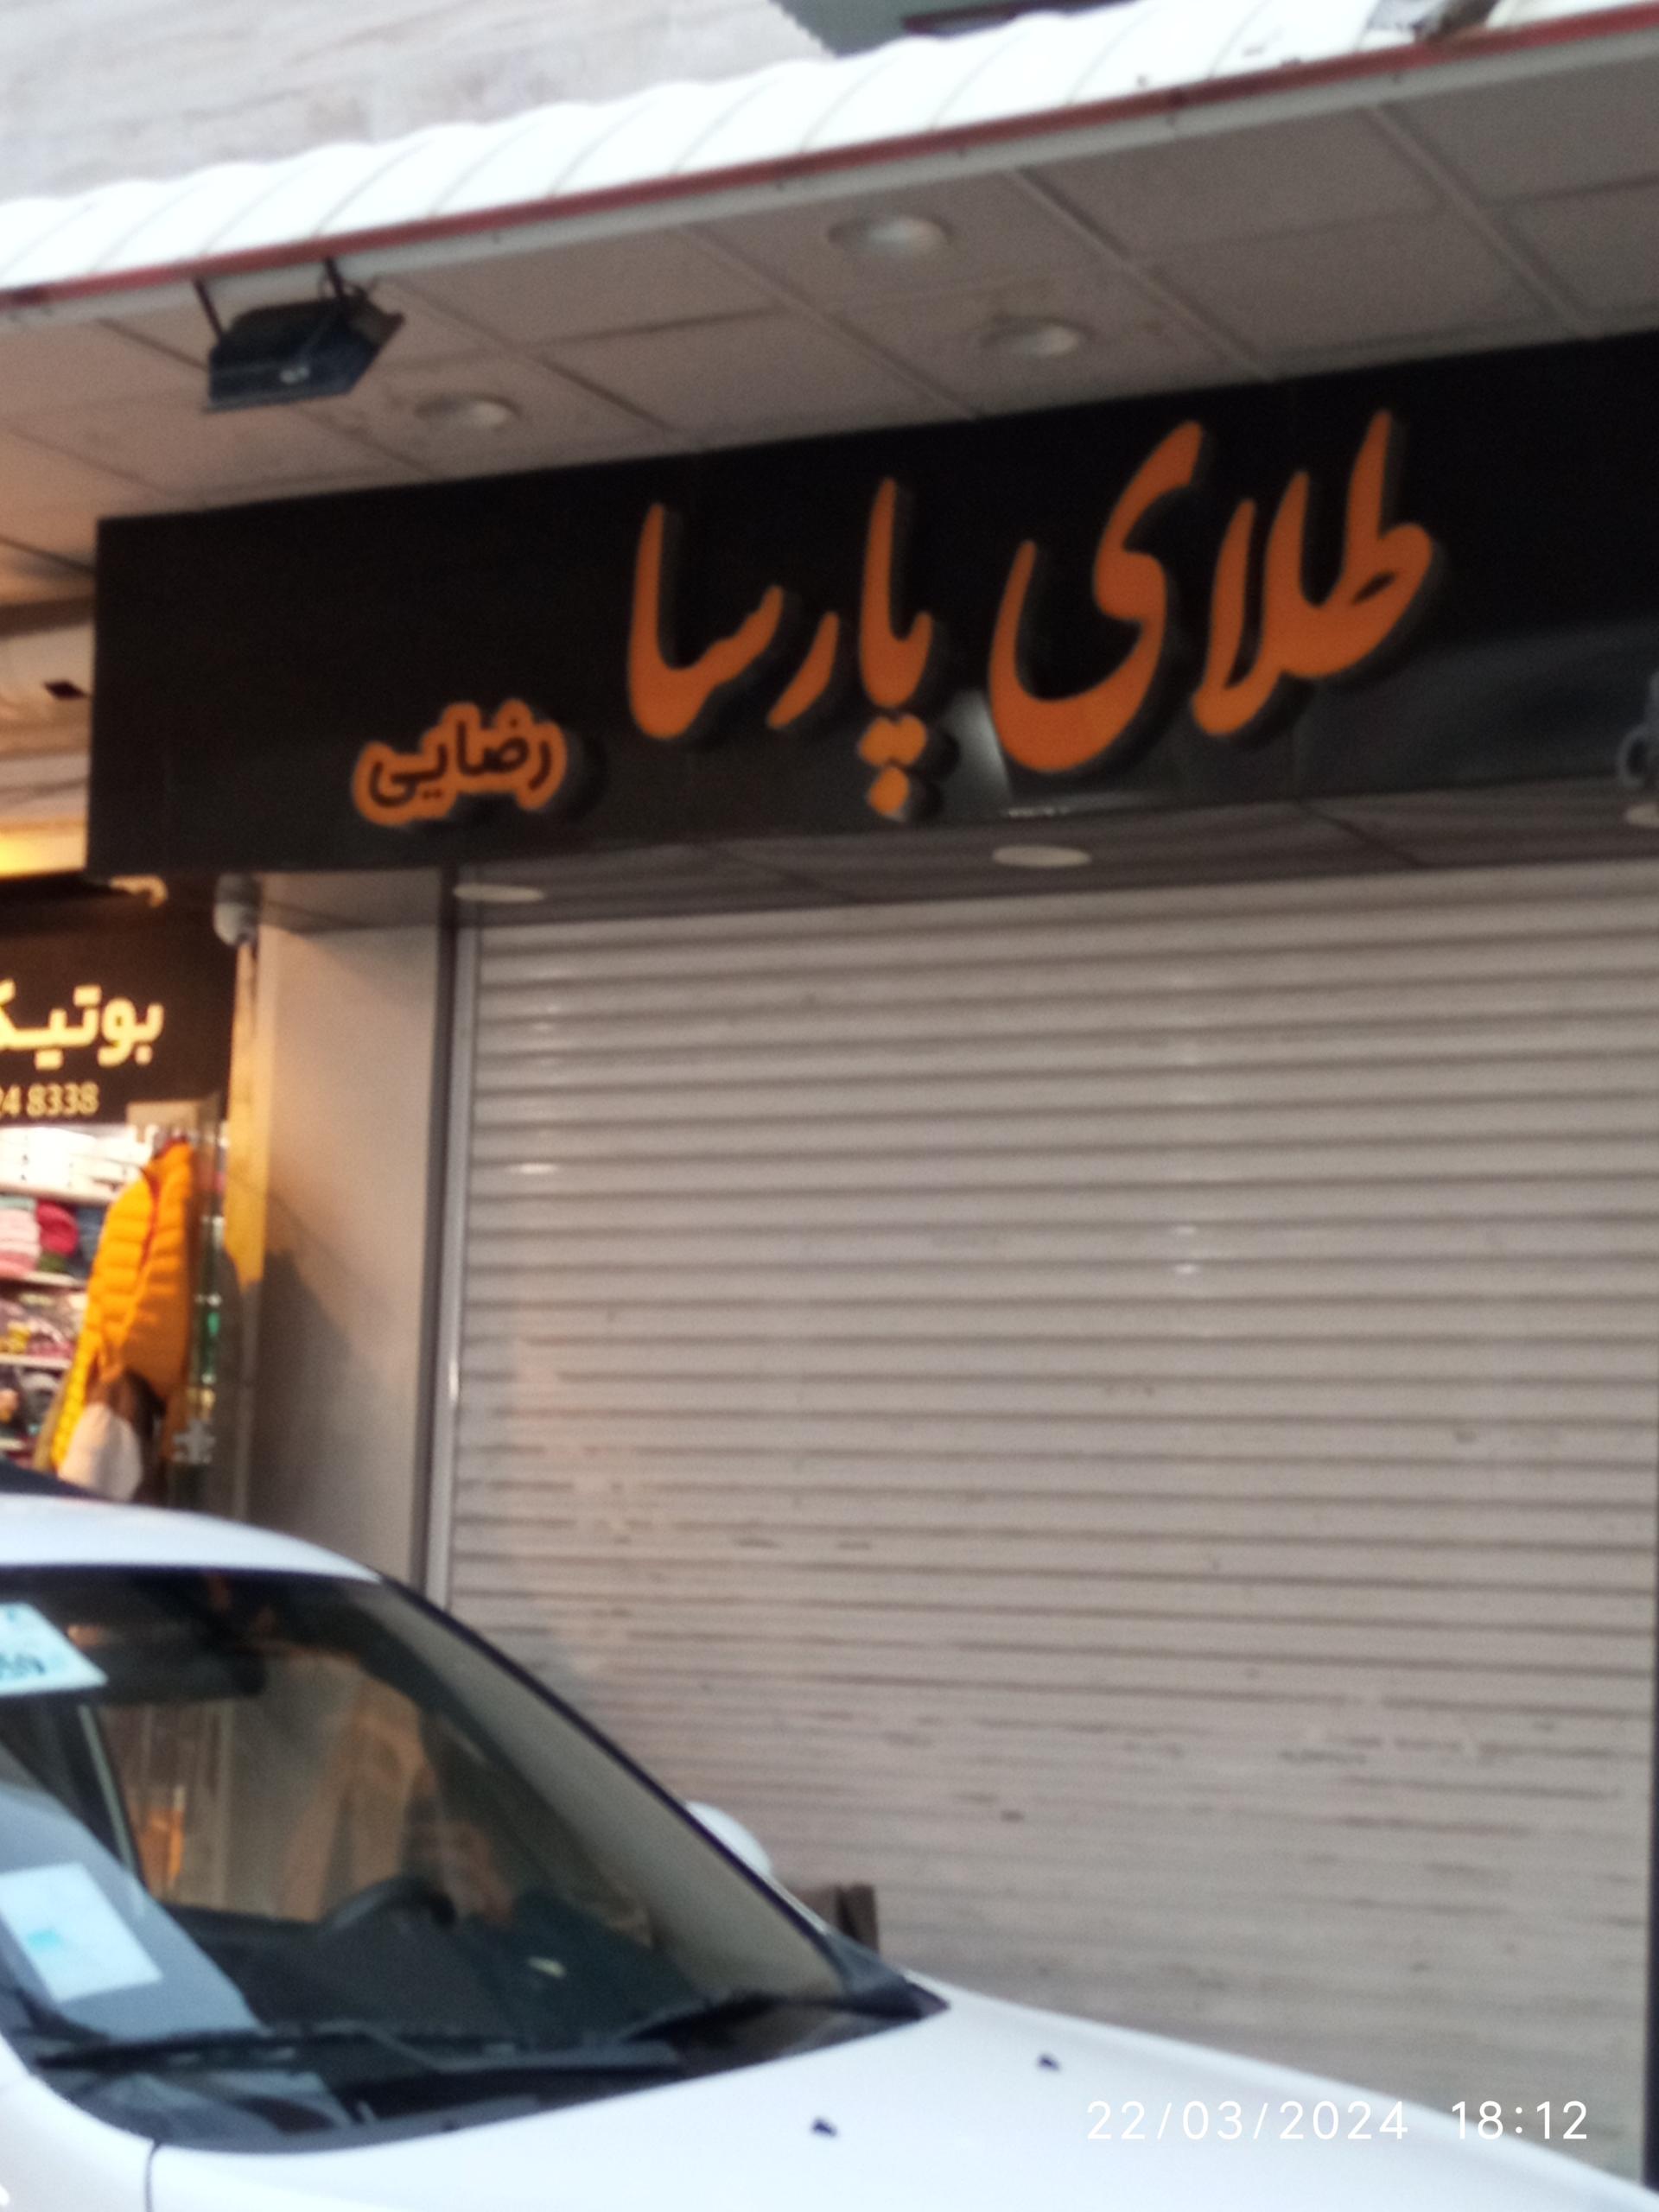 طلای پارسا
رضایی
بوتیک
24 8338
22/03/2024 18:12